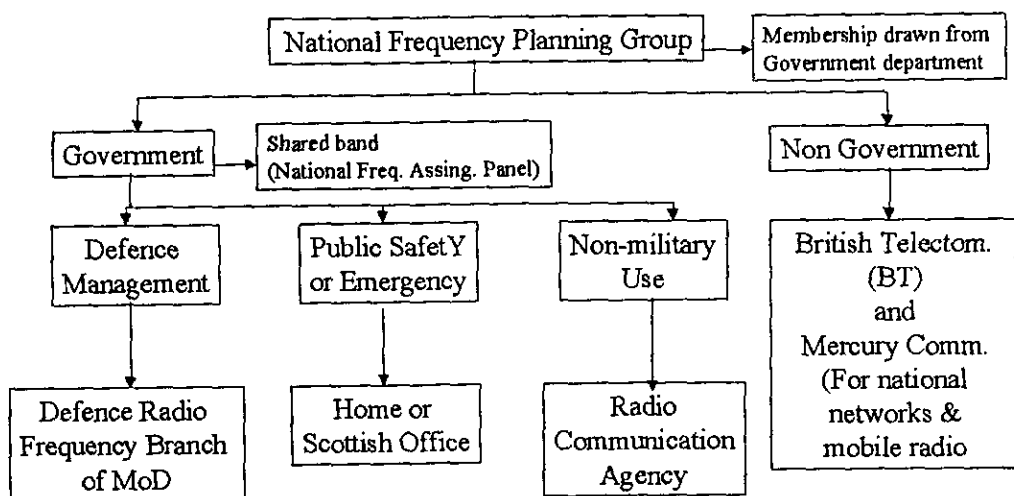 National Frequency Planning Group
Membership drawn from
Government department
Government
Shared band
(National Freq. Assing. Panel)
Non Government
Defence
Management
Public SafetY
or Emergency
Non-military
Use
British Telectom.
(BT)
and
Mercury Comm.
(For national
networks &
mobile radio
Defence Radio
Frequency Branch
of MoD
Home or
Scottish Office
Radio
Communication
Agency